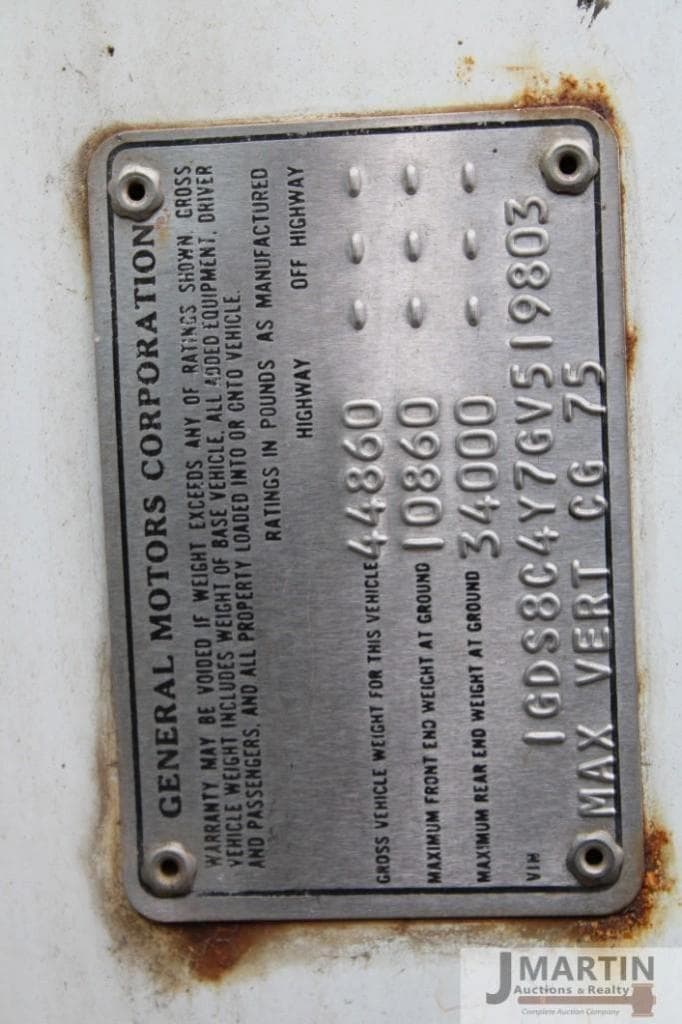 GENERAL MOTORS CORPORATION
WARRANTY MAY BE VOIDED IF WEIGHT EXCEEDS ANY OF RATINGS SHOWN. GROSS
VEHICLE WEIGHT INCLUDES WEIGHT OF BASE VEHICLE, ALL ADDED EQUIPMENT, DRIVER
AND PASSENGERS, AND ALL PROPERTY LOADED INTO OR ONTO VEHICLE.
RATINGS IN POUNDS AS MANUFACTURED
HIGHWAY OFF HIGHWAY
GROSS VEHICLE WEIGHT FOR THIS VEHICLE 44860 - - -
MAXIMUM FRONT END WEIGHT AT GROUND 10860 - - -
MAXIMUM REAR END WEIGHT AT GROUND 34000 - - -
VIN 1GDS8C4Y7GV519803
MAX VERT CG 75
J MARTIN
Auctions & Realty
Complete Auction Company